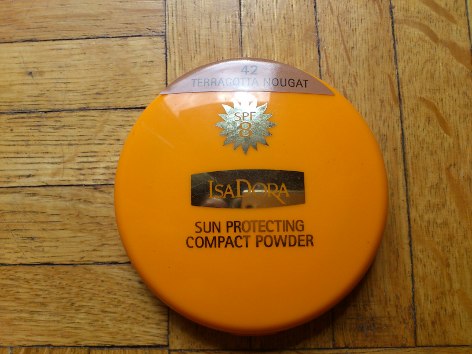 42
TERRACOTTA NOUGAT
SPF
8
ISADORA
SUN PROTECTING
COMPACT POWDER